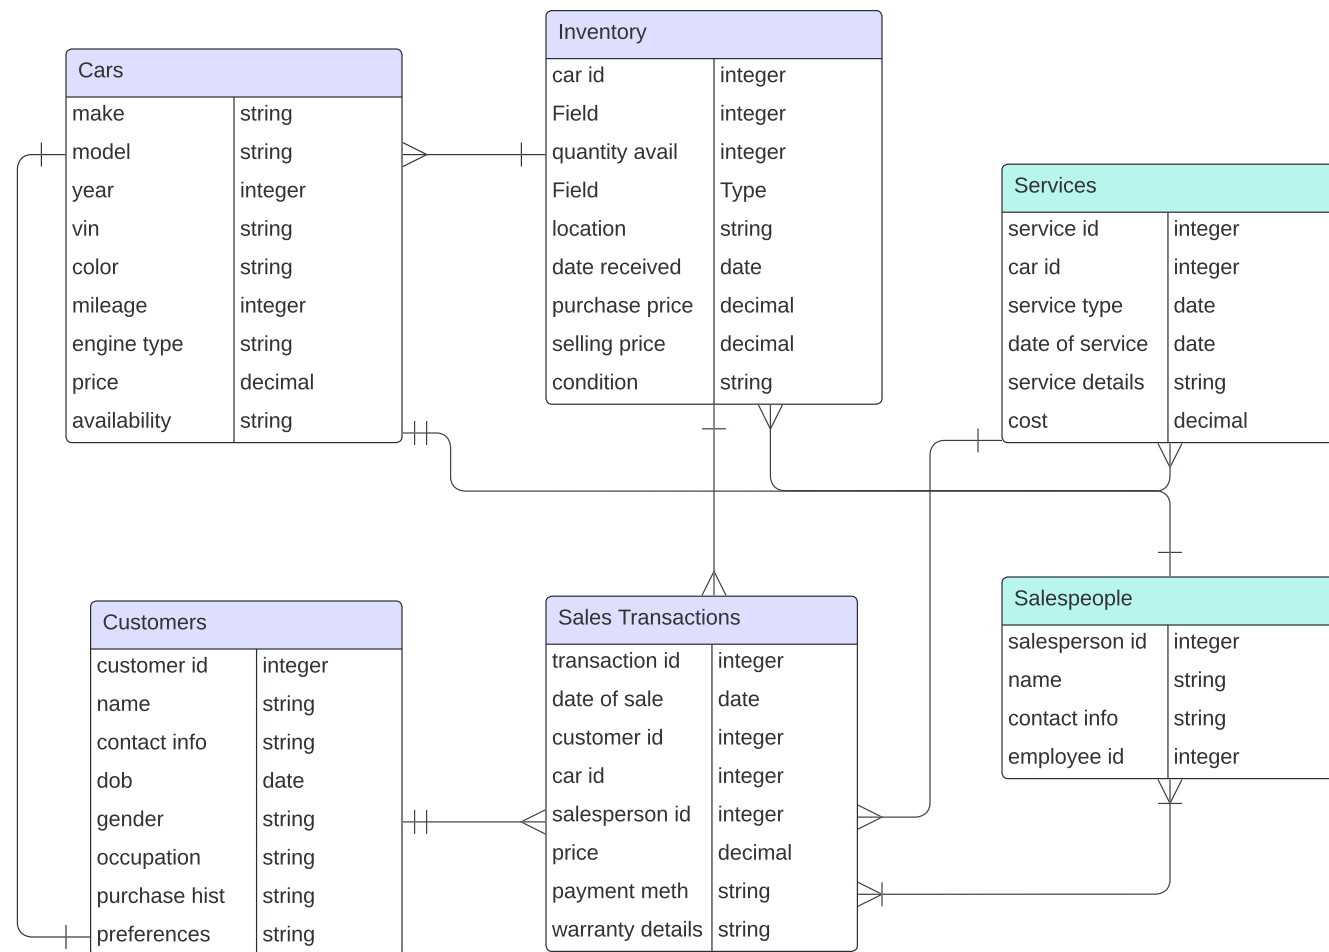 Cars
make string
model string
year integer
vin string
color string
mileage integer
engine type string
price decimal
availability string
Inventory
car id integer
Field integer
quantity avail integer
Field Type
location string
date received date
purchase price decimal
selling price decimal
condition string
Services
service id integer
car id integer
service type date
date of service date
service details string
cost decimal
Customers
customer id integer
name string
contact info string
dob date
gender string
occupation string
purchase hist string
preferences string
Sales Transactions
transaction id integer
date of sale date
customer id integer
car id integer
salesperson id integer
price decimal
payment meth string
warranty details string
Salespeople
salesperson id integer
name string
contact info string
employee id integer